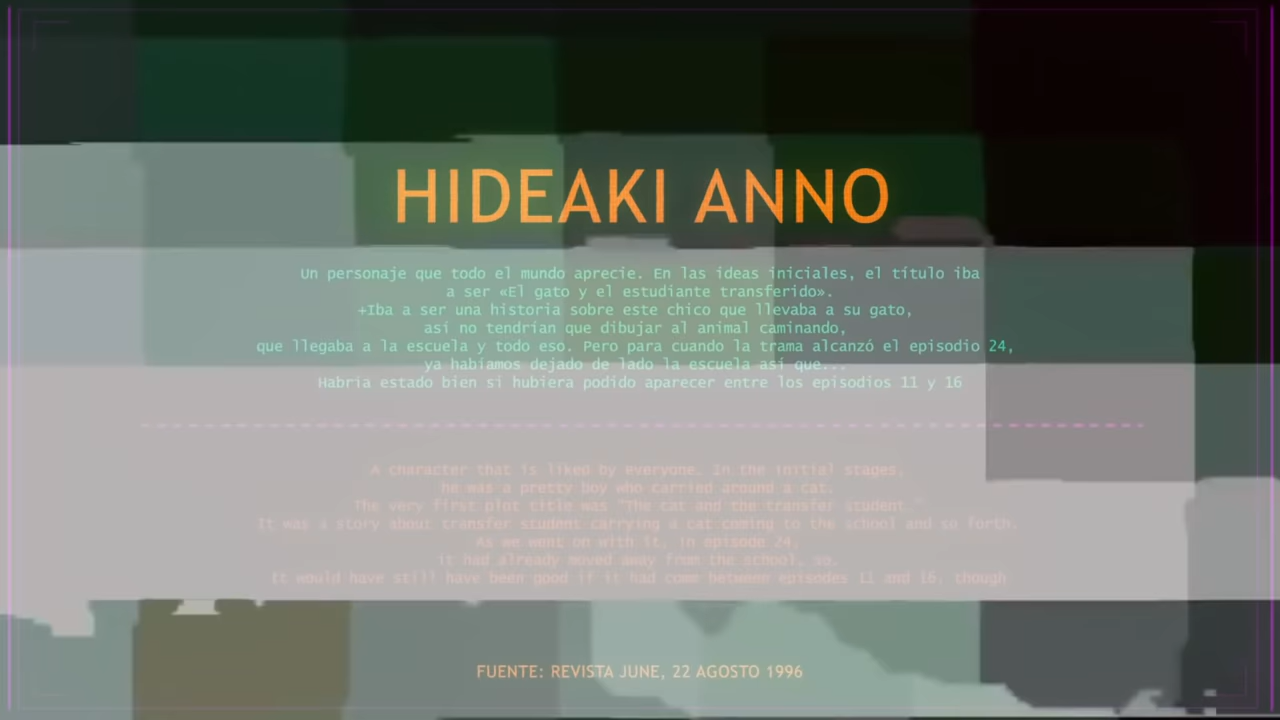 HIDEAKI ANNO
Un personaje que todo el mundo aprecie. En las ideas iniciales, el título iba
a ser «El gato y el estudiante transferido».
+Iba a ser una historia sobre este chico que llevaba a su gato,
así no tendrían que dibujar al animal caminando,
que llegaba a la escuela y todo eso. Pero para cuando la trama alcanzó el episodio 24,
ya habíamos dejado de lado la escuela así que...
Habría estado bien si hubiera podido aparecer entre los episodios 11 y 16
A character that is liked by everyone. In the initial stages,
he was a pretty boy who carried around a cat.
The very first plot title was "The cat and the transfer student."
It was a story about transfer student carrying a cat coming to the school and so forth.
As we went on with it, in episode 24,
it had already moved away from the school, so.
It would have still have been good if it had come between episodes 11 and 16, though
FUENTE: REVISTA JUNE, 22 AGOSTO 1996